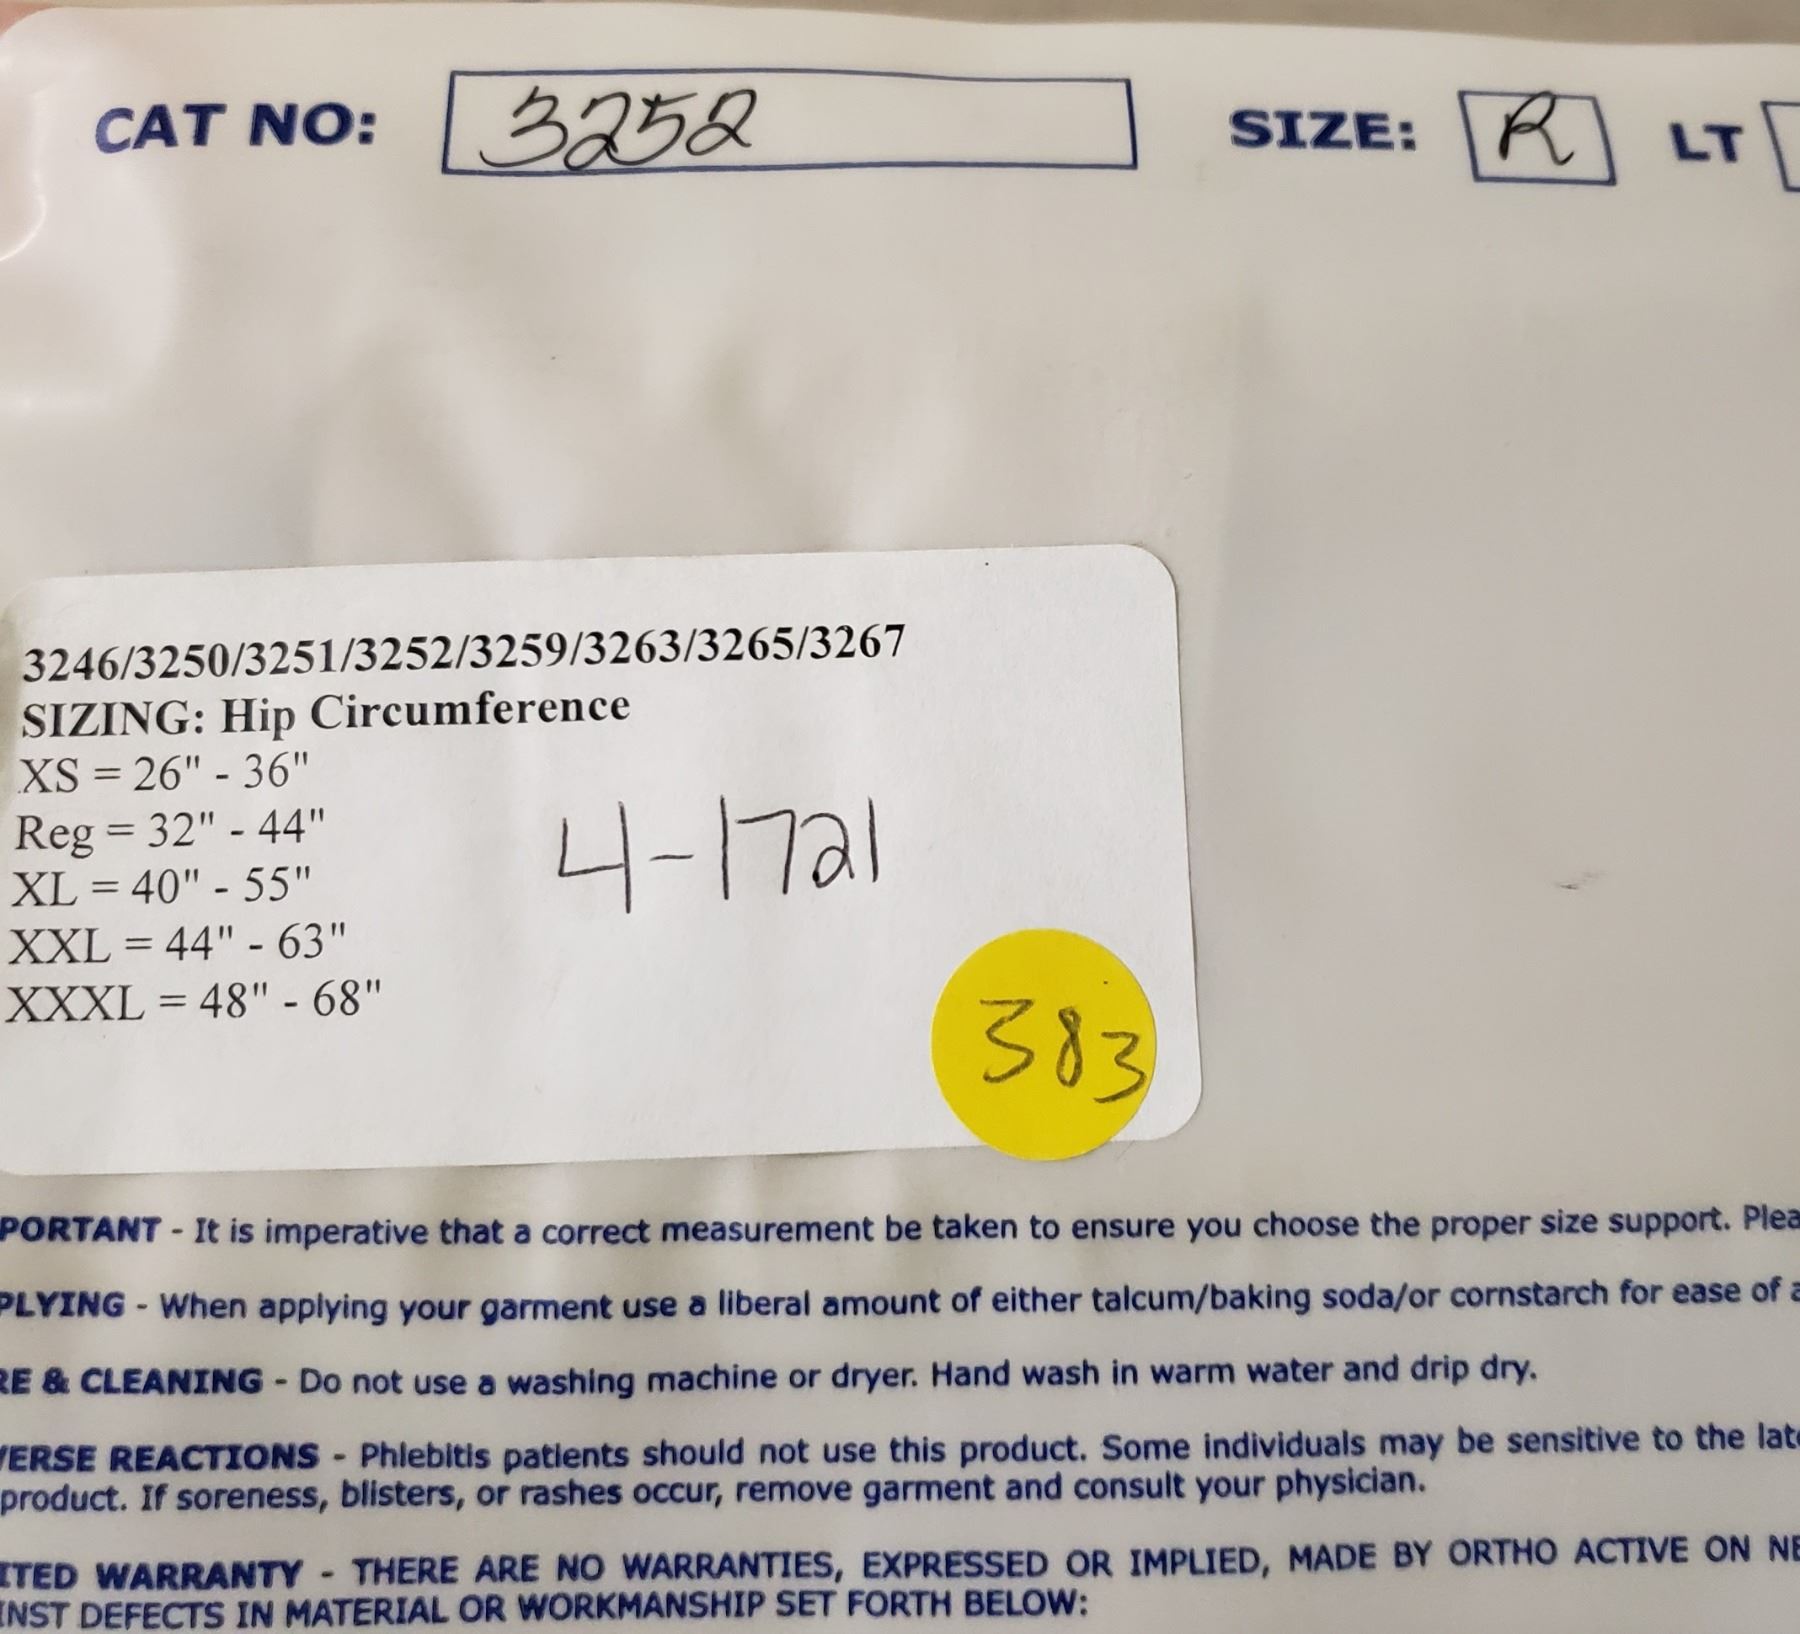 CAT NO: 3252 SIZE: R LT
3246/3250/3251/3252/3259/3263/3265/3267
SIZING: Hip Circumference
XS = 26" - 36"
Reg = 32" - 44"
XL = 40" - 55"
XXL = 44" - 63"
XXXL = 48" - 68"
4-1721
383
PORTANT - It is imperative that a correct measurement be taken to ensure you choose the proper size support. Plea
PLYING - When applying your garment use a liberal amount of either talcum/baking soda/or cornstarch for ease of a
RE & CLEANING - Do not use a washing machine or dryer. Hand wash in warm water and drip dry.
VERSE REACTIONS - Phlebitis patients should not use this product. Some individuals may be sensitive to the late
product. If soreness, blisters, or rashes occur, remove garment and consult your physician.
ITED WARRANTY - THERE ARE NO WARRANTIES, EXPRESSED OR IMPLIED, MADE BY ORTHO ACTIVE ON NE
INST DEFECTS IN MATERIAL OR WORKMANSHIP SET FORTH BELOW: